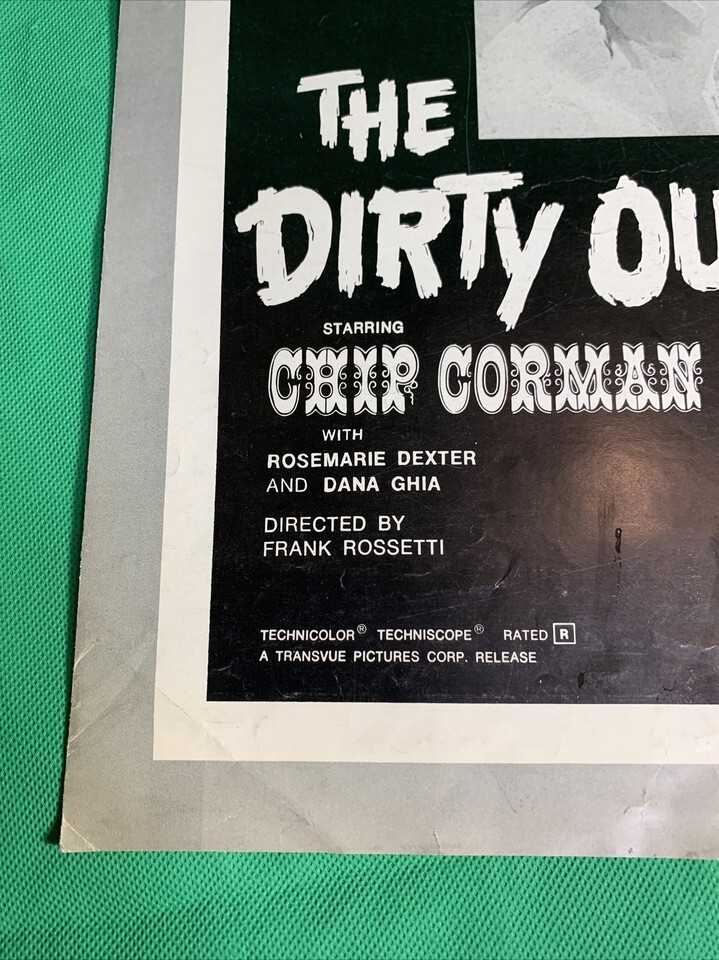 THE
DIRTY OU
STARRING
CHIP CORMAN
WITH
ROSEMARIE DEXTER
AND DANA GHIA
DIRECTED BY
FRANK ROSSETTI
TECHNICOLOR® TECHNISCOPE® RATED R
A TRANSVUE PICTURES CORP. RELEASE